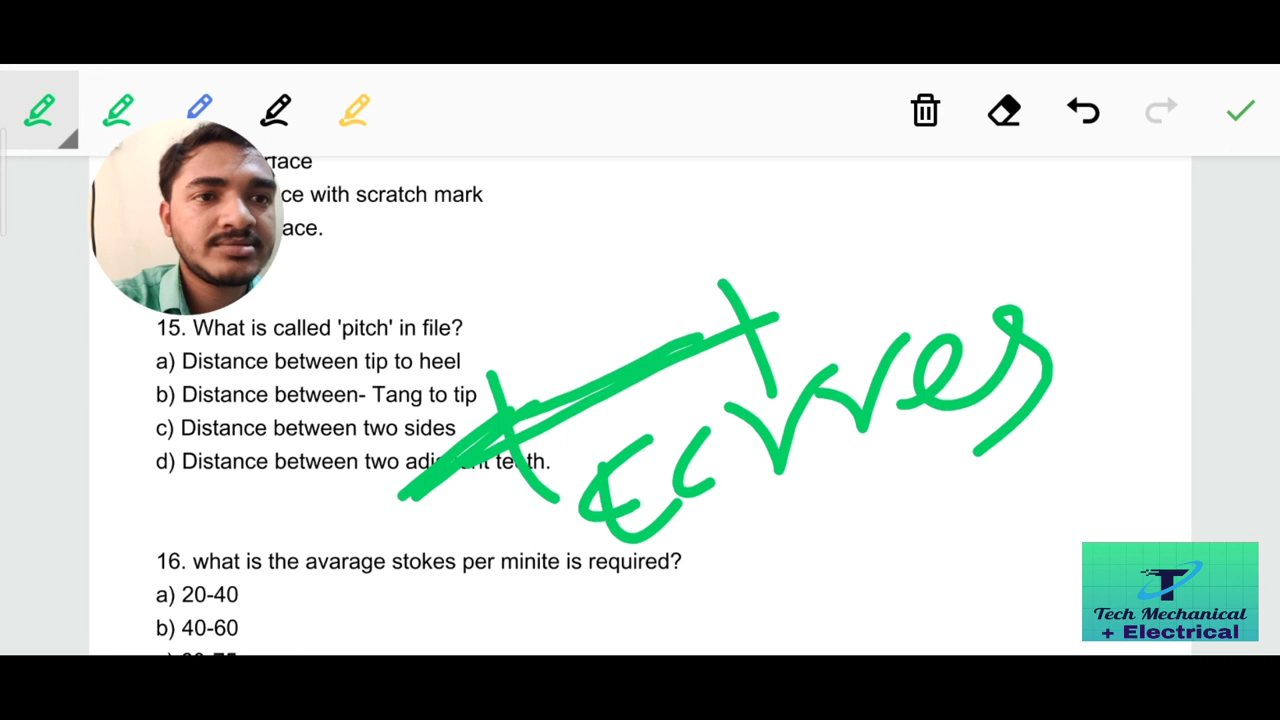 rface
ce with scratch mark
ace.
15. What is called 'pitch' in file?
a) Distance between tip to heel
b) Distance between- Tang to tip
c) Distance between two sides
d) Distance between two adjacent teeth.
16. what is the avarage stokes per minite is required?
a) 20-40
b) 40-60
Tech Mechanical
+ Electrical